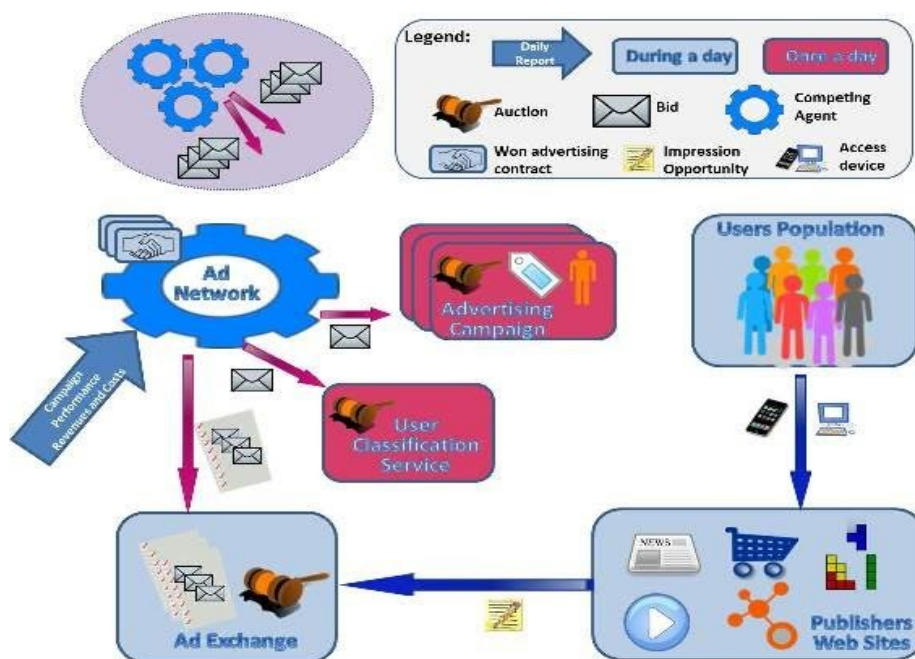 Legend:
Daily
Report
During a day
Once a day
Auction
Bid
Competing
Agent
Won advertising
contract
Impression
Opportunity
Access
device
Ad
Network
Campaign
Performance
Revenues and Costs
Advertising
Campaign
User
Classification
Service
Users Population
Ad Exchange
NEWS
Publishers
Web Sites